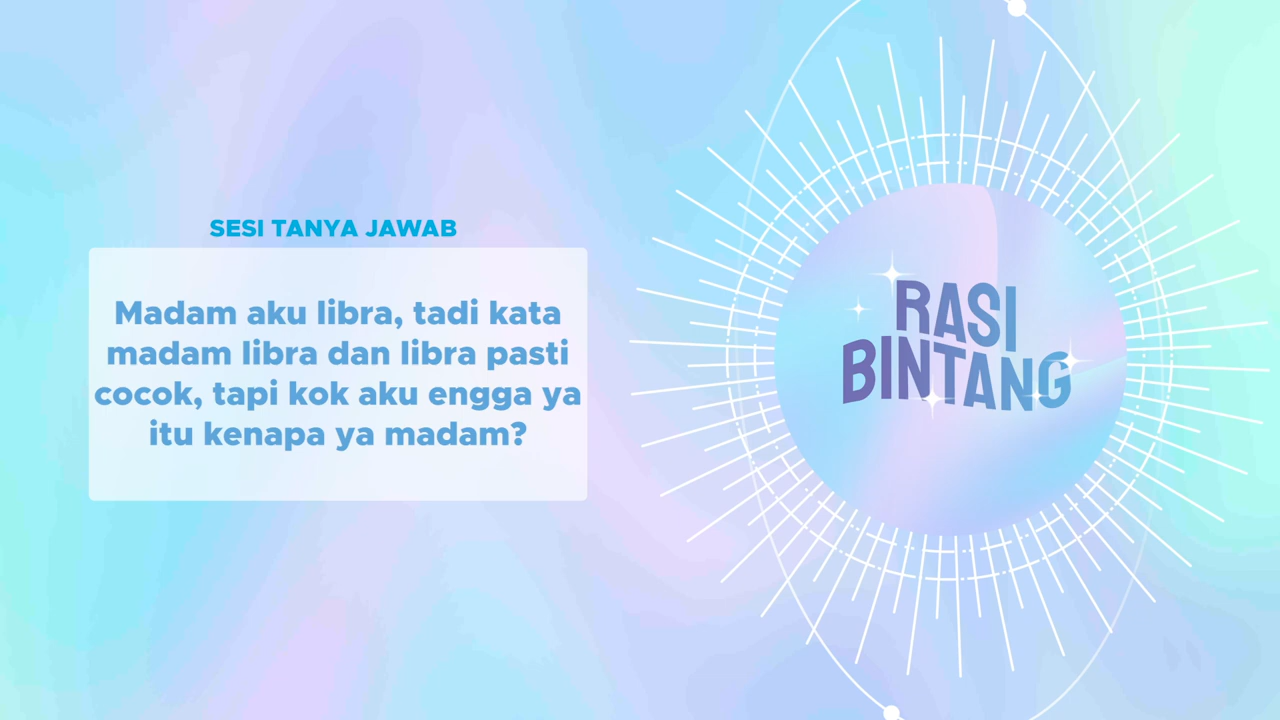 SESI TANYA JAWAB
Madam aku libra, tadi kata
madam libra dan libra pasti
cocok, tapi kok aku engga ya
itu kenapa ya madam?
RASI
BINTANG